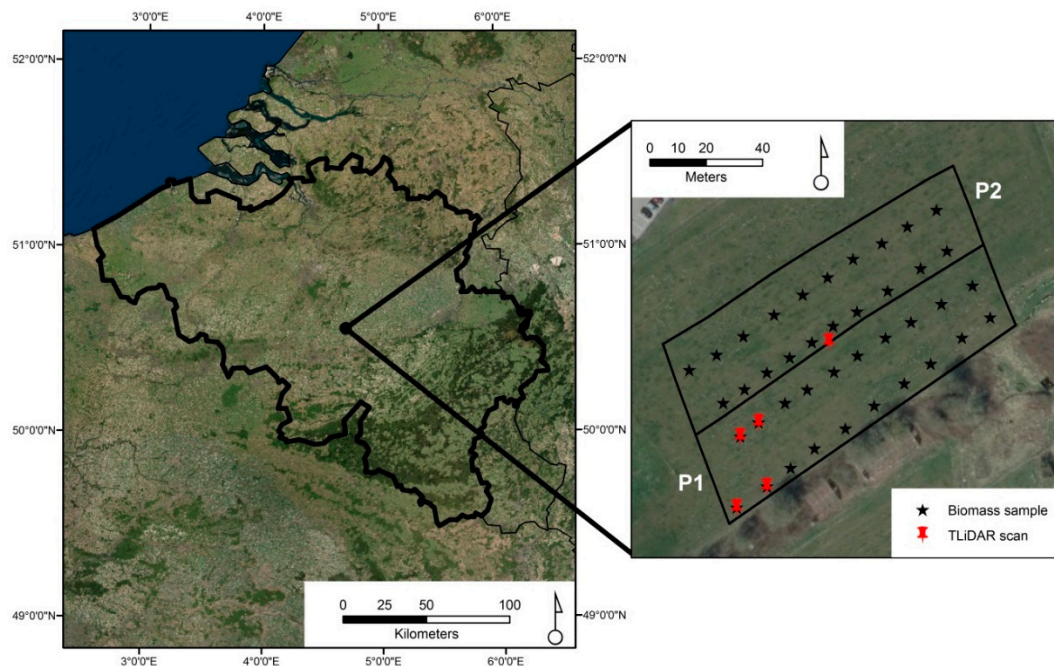 3°0'0"E 4°0'0"E 5°0'0"E 6°0'0"E
52°0'0"N 52°0'0"N
51°0'0"N 51°0'0"N
50°0'0"N 50°0'0"N
49°0'0"N 49°0'0"N
0 25 50 100
Kilometers
3°0'0"E 4°0'0"E 5°0'0"E 6°0'0"E
0 10 20 40
Meters
P2
P1
Biomass sample
TLiDAR scan